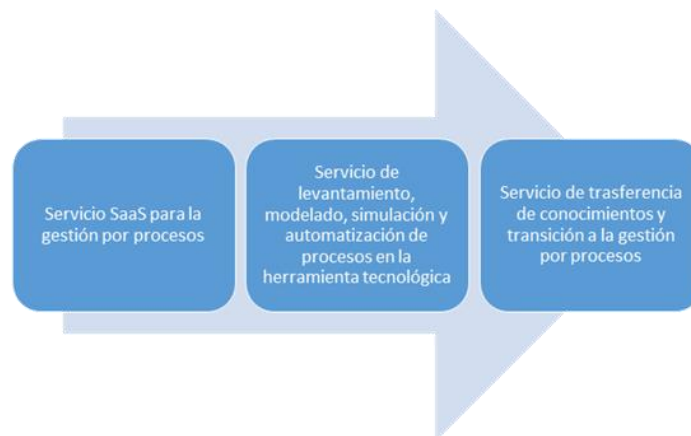 Servicio SaaS para la
gestión por procesos
Servicio de
levantamiento,
modelado, simulación y
automatización de
procesos en la
herramienta tecnológica
Servicio de trasferencia
de conocimientos y
transición a la gestión
por procesos